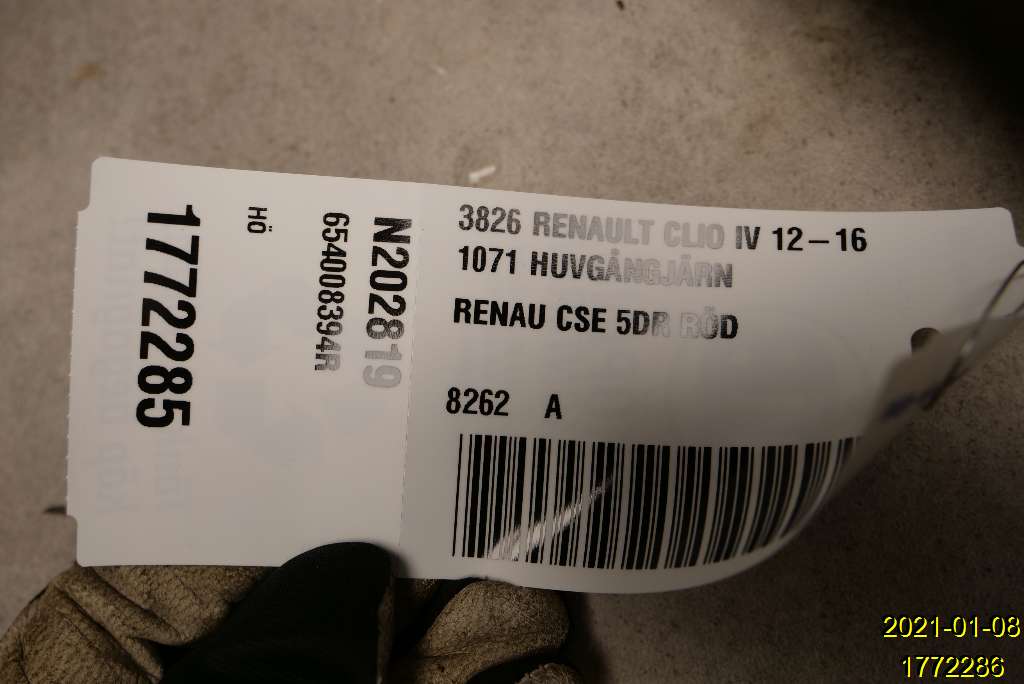 3826 RENAULT CLIO IV 12–16
1071 HUVGÅNGJÄRN
RENAU CSE 5DR RÖD
8262 A
N202819
654008394R
HÖ
1772285
2021-01-08
1772286